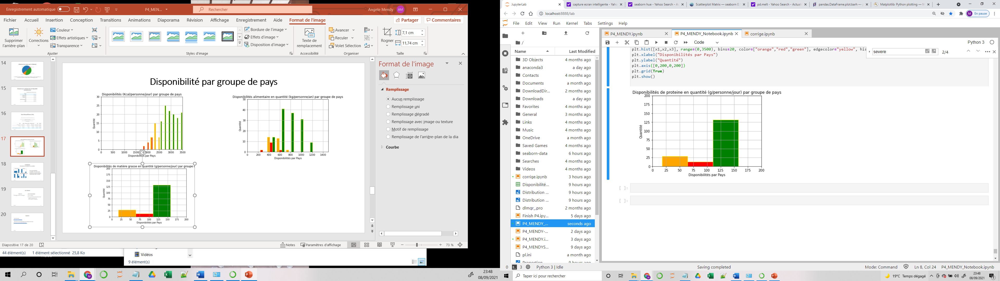 Enregistrement automatique
P4_MEN...
Rechercher
Angele Mendy
AM
Fichier Accueil Insertion Conception Transitions Animations Diaporama Révision Affichage Enregistrement Aide Format de l'image
Partager
Commentaires
Supprimer l'arrière-plan
Corrections
Couleur
Effets artistiques
Transparence
Ajuster
Styles d'image
Bordure de l'image
Effets d'image
Disposition d'image
Texte de remplacement
Accessibilité
Avancer
Reculer
Volet Sélection
Organiser
Rogner
7,1 cm
11,74 cm
Taille
14
15
16
17
18
19
20
Disponibilité par groupe de pays
Disponibilités (Kcal/personne/jour) par groupe de pays
Quantité
30
25
20
15
10
5
0
0 500 1000 2500 3000 3500
Disponibilités par Pays
Disponibilités alimentaire en quantité (kg/personne/an) par groupe de pays
Quantité
50
40
30
20
10
0
0 200 400 600 800 1000 1200 1400
Disponibilités par Pays
Disponibilités de matière grasse en quantité (g/personne/jour) par groupe
Quantité
200
175
150
125
100
75
50
25
0
0 25 50 75 100 125 150 175 200
Disponibilités par Pays
Format de l'image
Remplissage
Aucun remplissage
Remplissage uni
Remplissage dégradé
Remplissage avec image ou texture
Motif de remplissage
Remplissage de l'arrière-plan de la dia
Courbe
Diapositive 17 de 20
Notes
Paramètres d'affichage
73 %
44 élément(s) 1 élément sélectionné 25,8 Ko
Vidéos
9 élément(s)
23:48
08/09/2021
JupyterLab
capture ecran intelligente - Yaho
seaborn hue - Yahoo Search - A
Scatterplot Matrix — seaborn 0.
pd.melt - Yahoo Search - Actual
pandas.DataFrame.plot.barh — p
Matplotlib: Python plotting — M
localhost:8888/lab
M
En pause
File Edit View Run Kernel Tabs Settings Help
/
Name Last Modified
3D Objects 4 months ago
anaconda3 a day ago
Contacts 4 months ago
Documents a month ago
DownloadDir... 2 months ago
Downloads a day ago
Favorites 4 months ago
General 3 months ago
Links 4 months ago
Music 4 months ago
OneDrive a month ago
Saved Games 4 months ago
seaborn-data 6 hours ago
Searches 4 months ago
Videos 4 months ago
corrige.ipynb 3 hours ago
Disponibilité... 9 hours ago
Distribution ... 9 hours ago
Distribution ... 9 hours ago
dlmqr_.pro 2 months ago
Finish P4.ipy... 5 days ago
P4_MENDY_... seconds ago
P4_MENDY-... 2 days ago
P4_MENDY.i... 3 days ago
P4_MENDYS... 9 days ago
pl.ini a month ago
P4_MENDY.ipynb
P4_MENDY_Notebook.ipynb
corrige.ipynb
Code
Python 3
severe
2/4
plt.hist([x1,x2,x3], range=(0,3500), bins=20, color=["orange","red","green"], edgecolor="yellow", his
plt.xlabel("Disponibilités par Pays")
plt.ylabel("Quantité")
plt.axis([0,200,0,200])
plt.grid(True)
plt.show()
Disponibilités de proteine en quantité (g/personne/jour) par groupe de pays
Quantité
200
175
150
125
100
75
50
25
0
0 25 50 75 100 125 150 175 200
Disponibilités par Pays
[ ]:
[ ]:
0 3 Python 3 | Idle
Saving completed
Mode: Command
Ln 8, Col 24
P4_MENDY_Notebook.ipynb
Taper ici pour rechercher
19°C Temps dégagé
23:48
08/09/2021